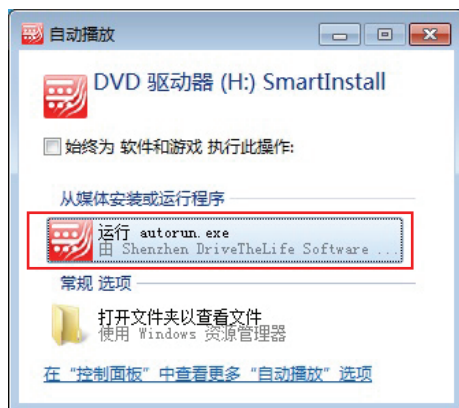 自动播放
DVD 驱动器 (H:) SmartInstall
始终为 软件和游戏 执行此操作:
从媒体安装或运行程序
运行 autorun.exe
由 Shenzhen DriveTheLife Software ...
常规 选项
打开文件夹以查看文件
使用 Windows 资源管理器
在“控制面板”中查看更多“自动播放”选项